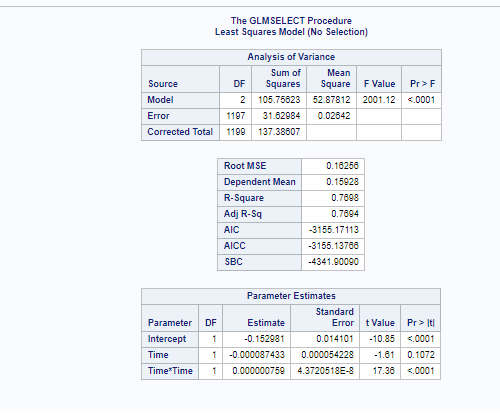 The GLMSELECT Procedure
Least Squares Model (No Selection)
Analysis of Variance
Source DF Sum of Squares Mean Square F Value Pr > F
Model 2 105.75623 52.87812 2001.12 <.0001
Error 1197 31.62984 0.02642
Corrected Total 1199 137.38607
Root MSE 0.16256
Dependent Mean 0.15928
R-Square 0.7698
Adj R-Sq 0.7694
AIC -3155.17113
AICC -3155.13766
SBC -4341.90090
Parameter Estimates
Parameter DF Estimate Standard Error t Value Pr > |t|
Intercept 1 -0.152981 0.014101 -10.85 <.0001
Time 1 -0.000087433 0.000054228 -1.61 0.1072
Time*Time 1 0.000000759 4.3720518E-8 17.36 <.0001